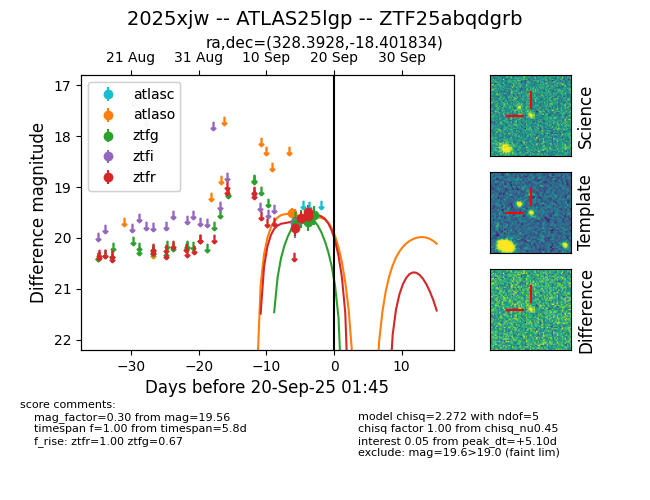 2025xjw -- ATLAS25lgp -- ZTF25abqdgrb
ra,dec=(328.3928,-18.401834)
21 Aug 31 Aug 10 Sep 20 Sep 30 Sep
17
18
19
20
21
22
Difference magnitude
atlasc
atlaso
ztfg
ztfi
ztfr
−30 −20 −10 0 10
Days before 20-Sep-25 01:45
Science
Template
Difference
score comments:
mag_factor=0.30 from mag=19.56
timespan f=1.00 from timespan=5.8d
f_rise: ztfr=1.00 ztfg=0.67
model chisq=2.272 with ndof=5
chisq factor 1.00 from chisq_nu0.45
interest 0.05 from peak_dt=+5.10d
exclude: mag=19.6>19.0 (faint lim)